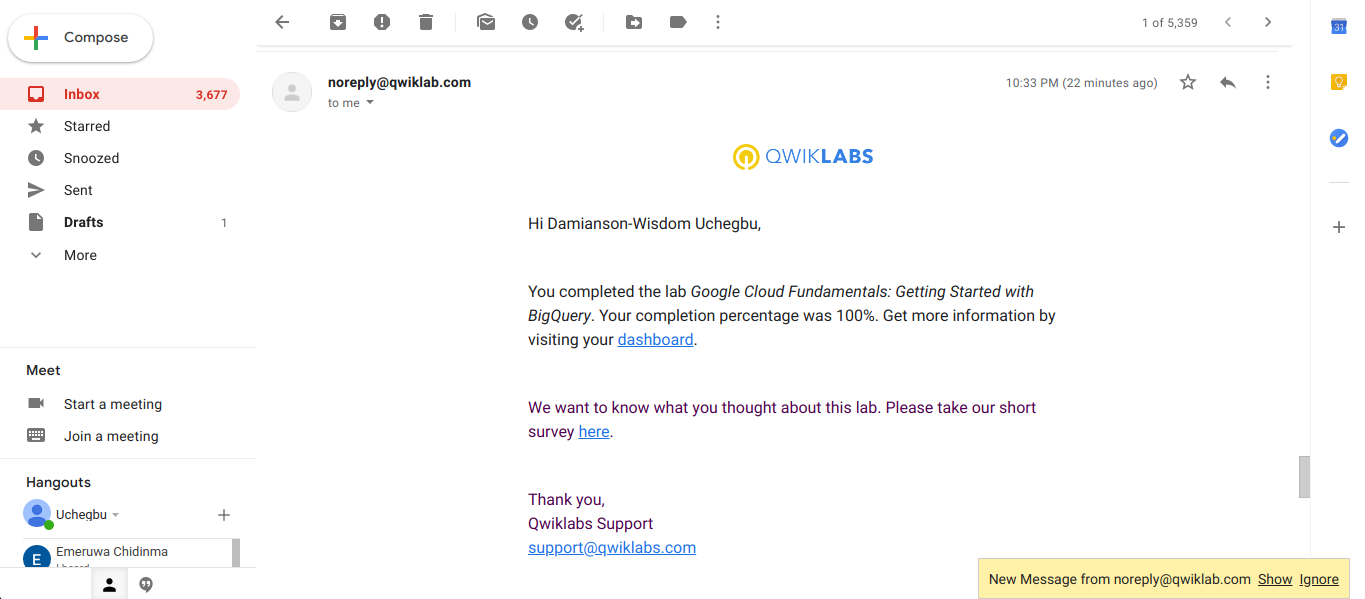 Compose
1 of 5,359
31
Inbox 3,677
Starred
Snoozed
Sent
Drafts 1
More
Meet
Start a meeting
Join a meeting
Hangouts
Uchegbu
E Emeruwa Chidinma
noreply@qwiklab.com
10:33 PM (22 minutes ago)
to me
QWIKLABS
Hi Damianson-Wisdom Uchegbu,
You completed the lab Google Cloud Fundamentals: Getting Started with
BigQuery. Your completion percentage was 100%. Get more information by
visiting your dashboard.
We want to know what you thought about this lab. Please take our short
survey here.
Thank you,
Qwiklabs Support
support@qwiklabs.com
New Message from noreply@qwiklab.com Show Ignore